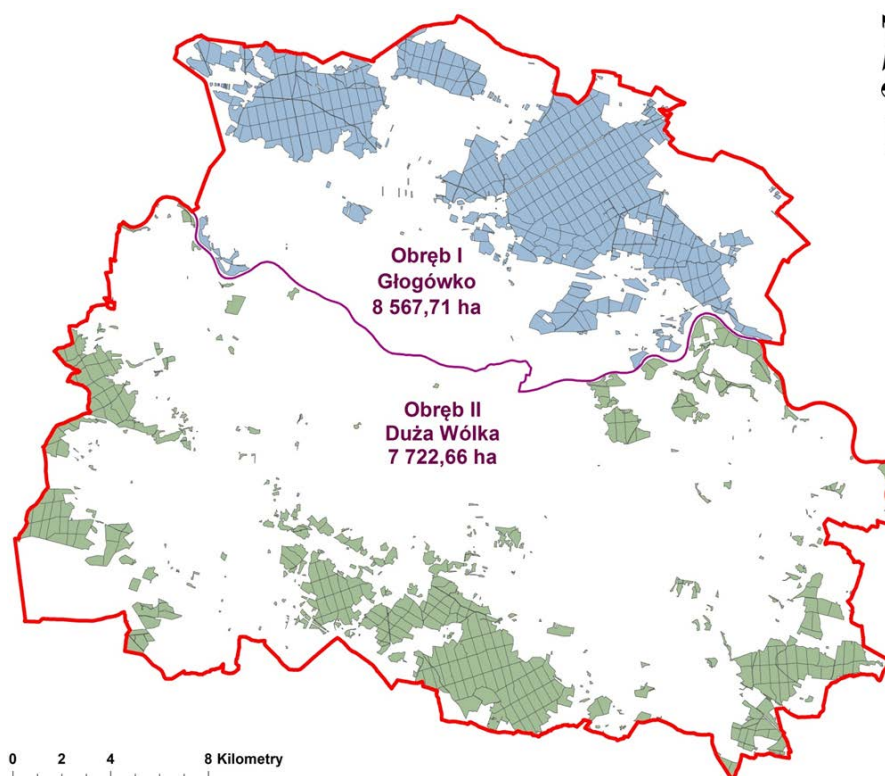 Obręb I
Głogówko
8 567,71 ha
Obręb II
Duża Wólka
7 722,66 ha
0 2 4 8 Kilometry